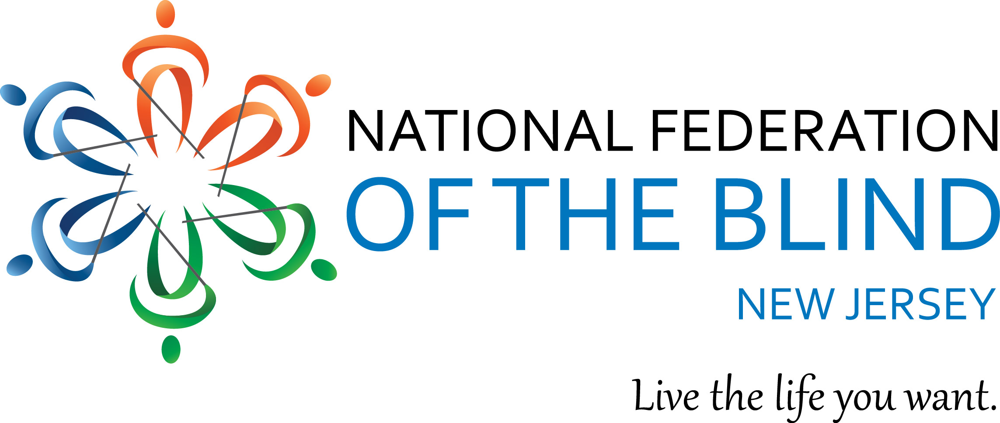 NATIONAL FEDERATION
OF THE BLIND
NEW JERSEY
Live the life you want.